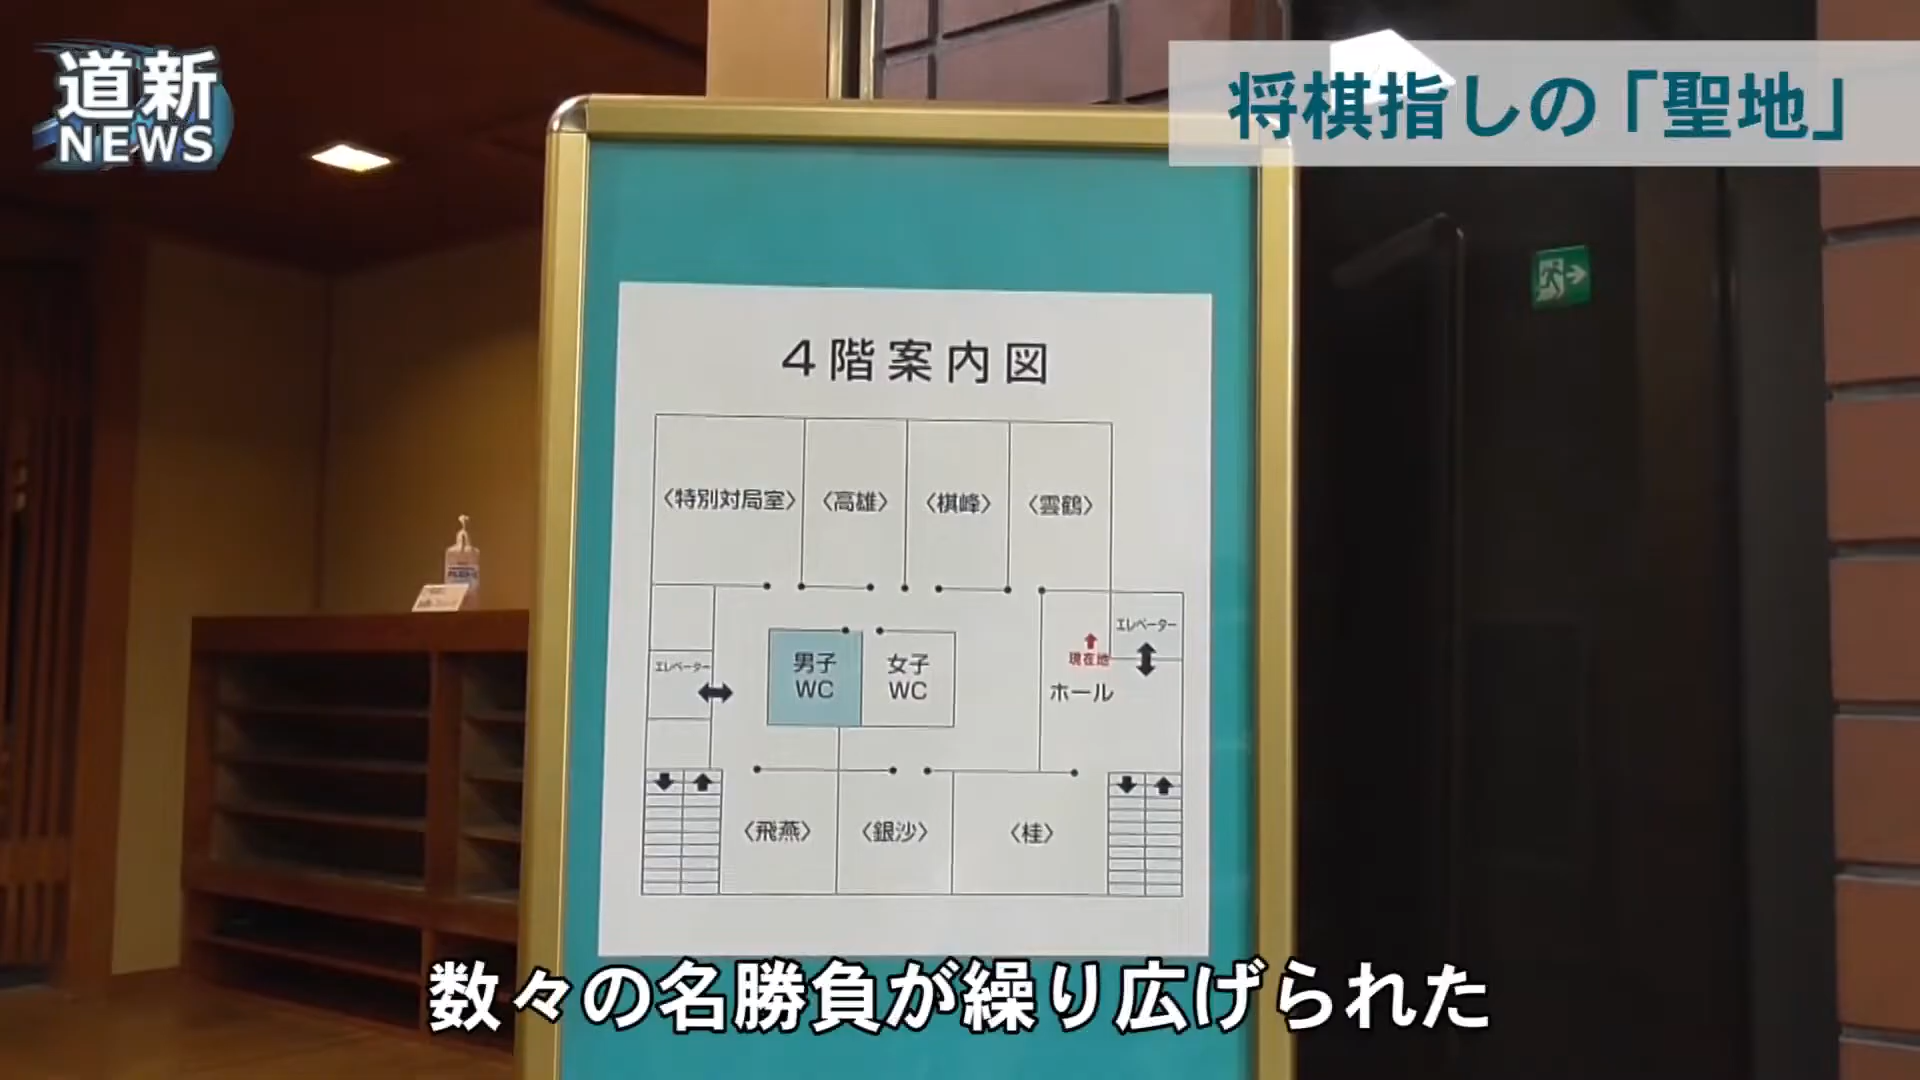 道新
NEWS
将棋指しの「聖地」
4階案内図
〈特別対局室〉
〈高雄〉
〈棋峰〉
〈雲鶴〉
エレベーター
エレベーター
男子
WC
女子
WC
現在地
ホール
〈飛燕〉
〈銀沙〉
〈桂〉
数々の名勝負が繰り広げられた